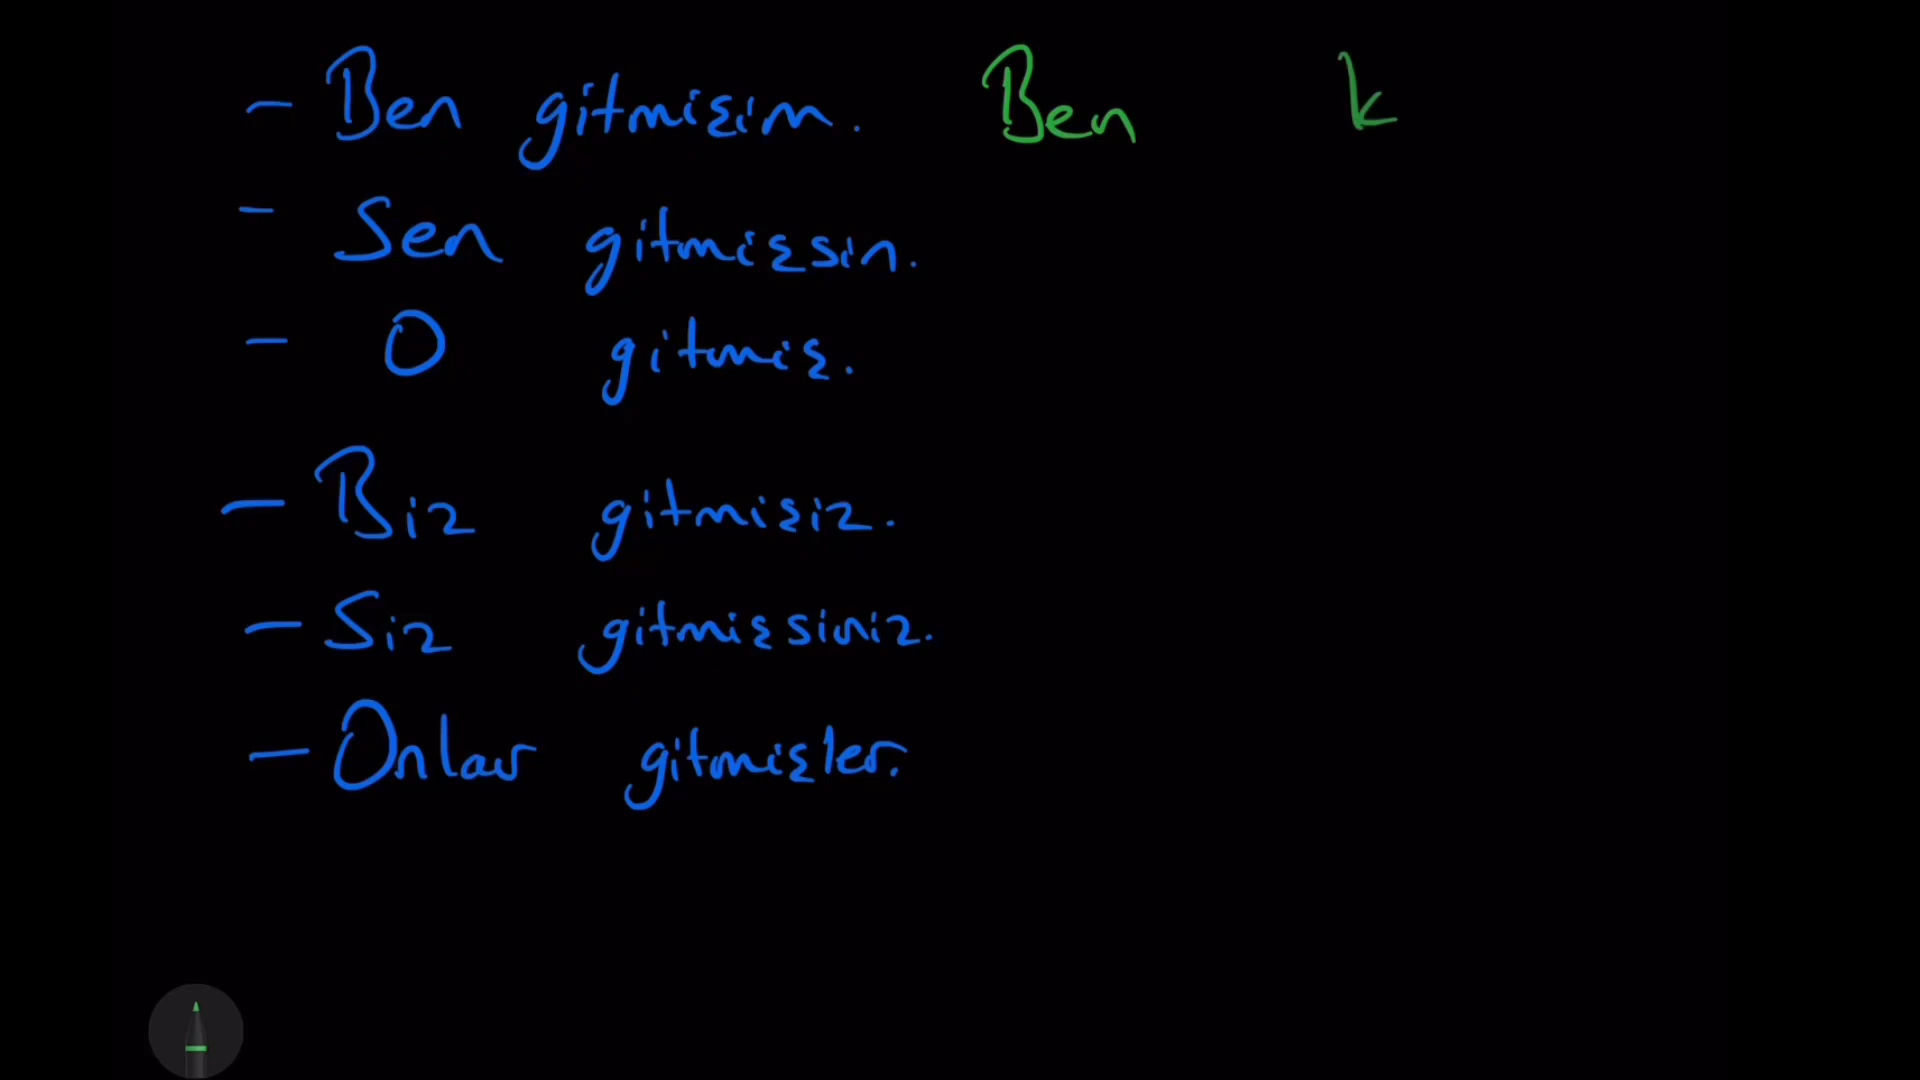 - Ben gitmişim. Ben k
- Sen gitmişsin.
- O gitmiş.
- Biz gitmişiz.
- Siz gitmişsiniz.
- Onlar gitmişler.